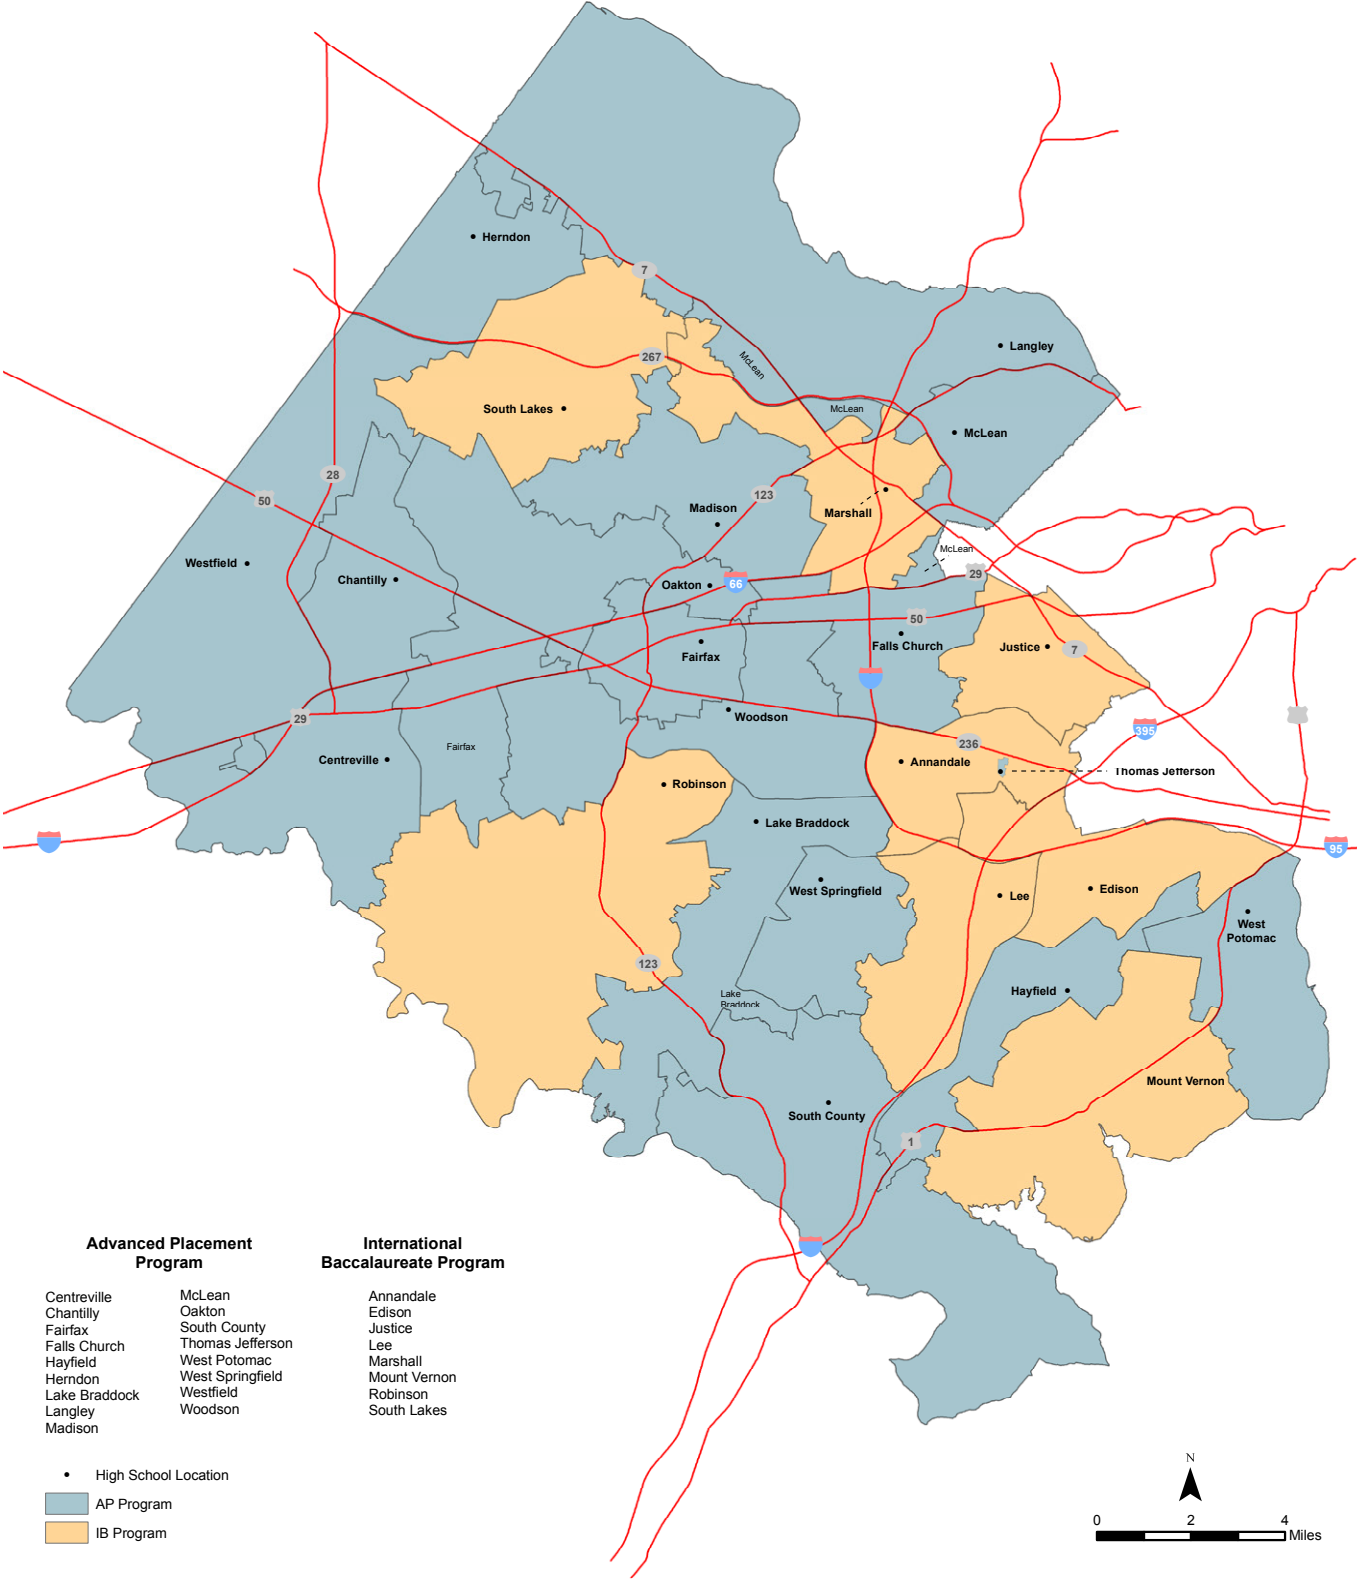 Herndon
7
Langley
267
McLean
South Lakes
McLean
McLean
28
50
123
Madison
Marshall
McLean
Westfield
Chantilly
Oakton
66
29
50
Falls Church
Justice
7
Fairfax
29
Woodson
236
395
Centreville
Fairfax
Annandale
Thomas Jefferson
Robinson
Lake Braddock
95
West Springfield
Lee
Edison
West
Potomac
123
Hayfield
Lake
Braddock
Mount Vernon
South County
1
Advanced Placement
Program
Centreville
Chantilly
Fairfax
Falls Church
Hayfield
Herndon
Lake Braddock
Langley
Madison
McLean
Oakton
South County
Thomas Jefferson
West Potomac
West Springfield
Westfield
Woodson
International
Baccalaureate Program
Annandale
Edison
Justice
Lee
Marshall
Mount Vernon
Robinson
South Lakes
High School Location
AP Program
IB Program
N
0 2 4
Miles